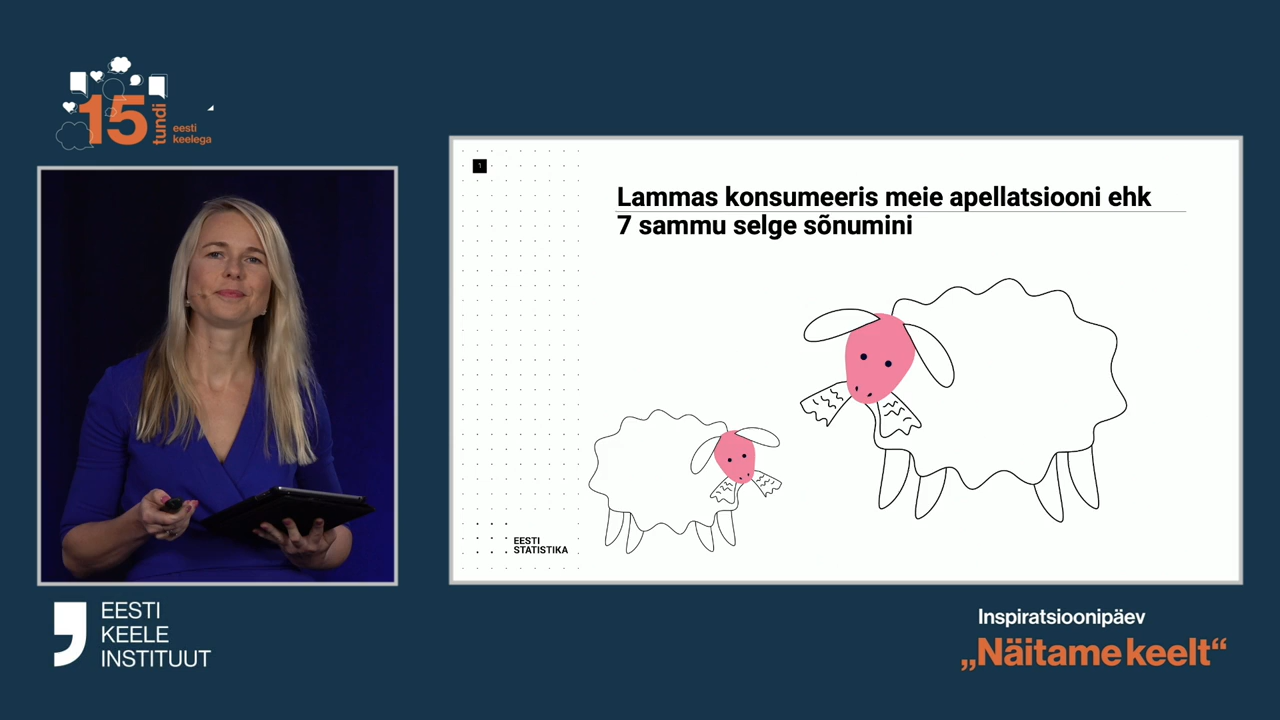 15
tundi
eesti
keelega
1
Lammas konsumeeris meie apellatsiooni ehk
7 sammu selge sõnumini
EESTI
STATISTIKA
EESTI
KEELE
INSTITUUT
Inspiratsioonipäev
„Näitame keelt“